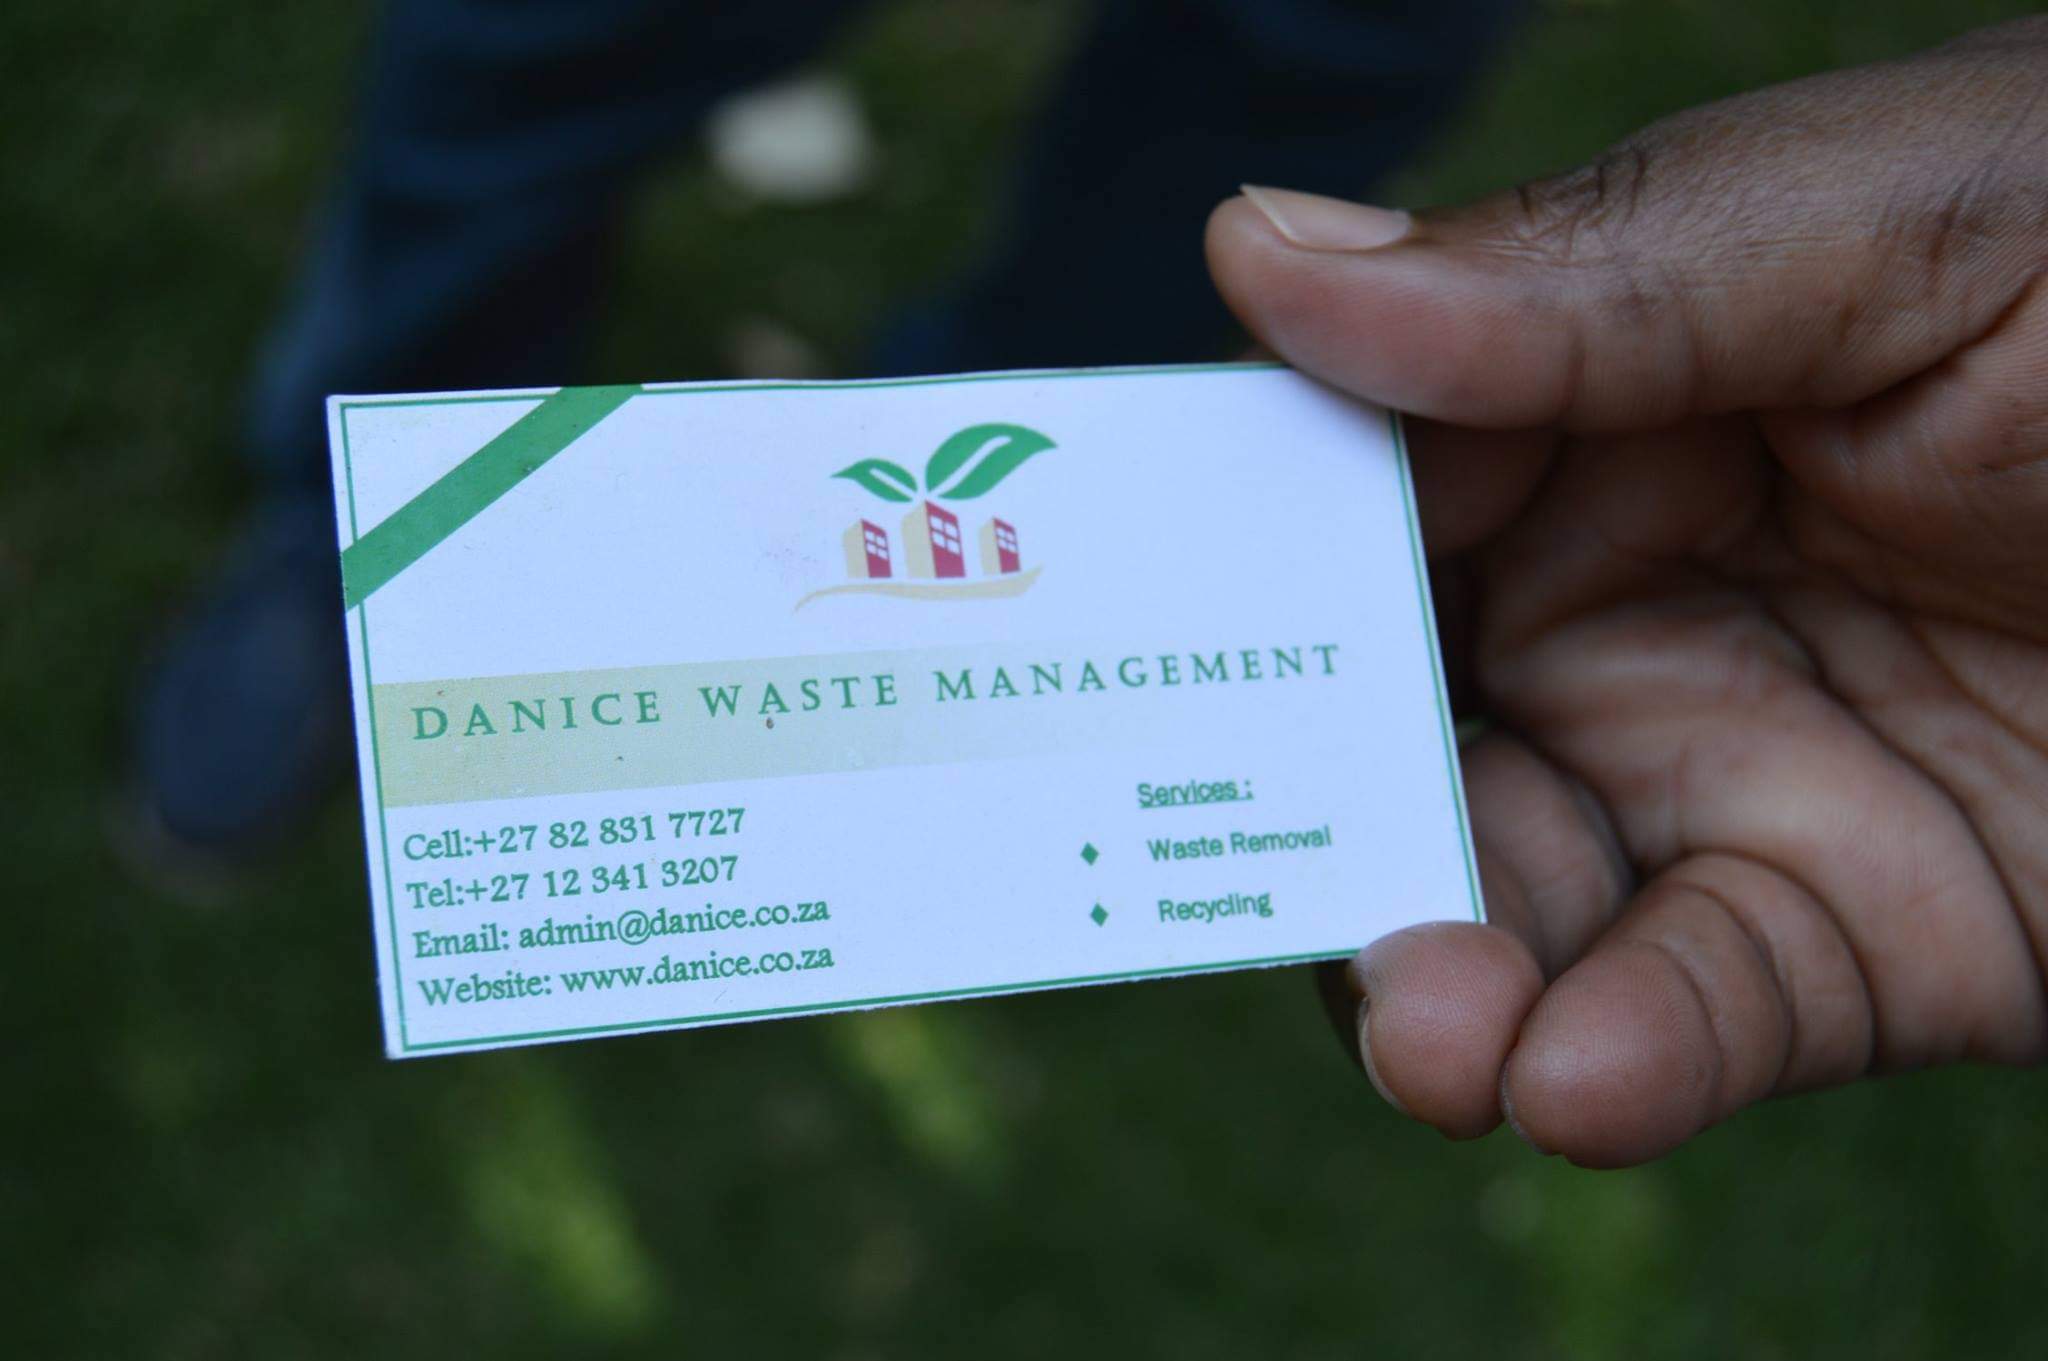 DANICE WASTE MANAGEMENT
Cell:+27 82 831 7727
Tel:+27 12 341 3207
Email: admin@danice.co.za
Website: www.danice.co.za
Services :
Waste Removal
Recycling